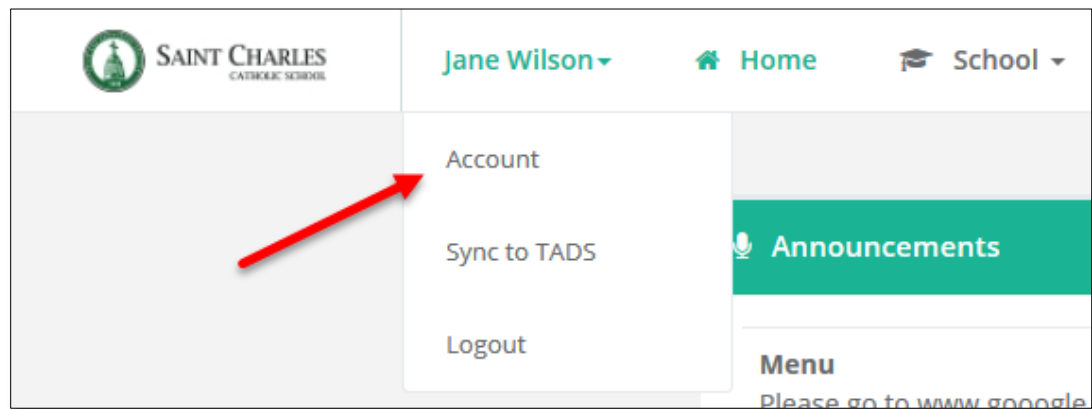 SAINT CHARLES
CATHOLIC SCHOOL
Jane Wilson
Home
School
Account
Sync to TADS
Logout
Announcements
Menu
Please go to www.gooogle